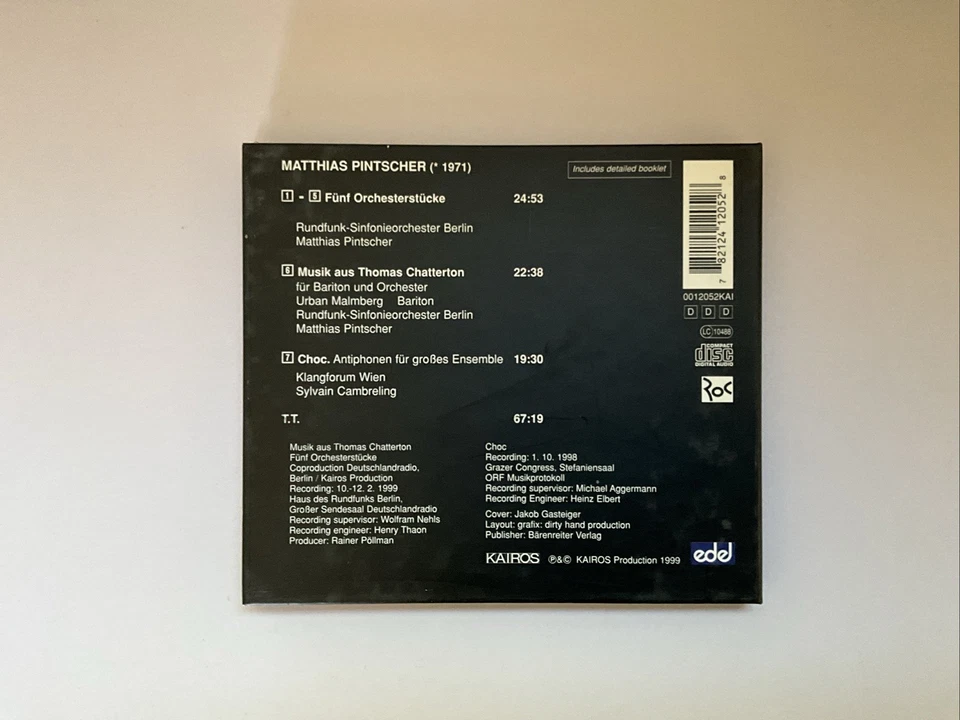 MATTHIAS PINTSCHER (* 1971)
Includes detailed booklet
1 - 5 Fünf Orchesterstücke 24:53
Rundfunk-Sinfonieorchester Berlin
Matthias Pintscher
6 Musik aus Thomas Chatterton 22:38
für Bariton und Orchester
Urban Malmberg Bariton
Rundfunk-Sinfonieorchester Berlin
Matthias Pintscher
7 Choc. Antiphonen für großes Ensemble 19:30
Klangforum Wien
Sylvain Cambreling
T.T. 67:19
Musik aus Thomas Chatterton
Fünf Orchesterstücke
Coproduction Deutschlandradio,
Berlin / Kairos Production
Recording: 10.-12. 2. 1999
Haus des Rundfunks Berlin,
Großer Sendesaal Deutschlandradio
Recording supervisor: Wolfram Nehls
Recording engineer: Henry Thaon
Producer: Rainer Pöllman
Choc
Recording: 1. 10. 1998
Grazer Congress, Stefaniensaal
ORF Musikprotokoll
Recording supervisor: Michael Aggermann
Recording Engineer: Heinz Elbert
Cover: Jakob Gasteiger
Layout: grafix: dirty hand production
Publisher: Bärenreiter Verlag
KAIROS ℗&© KAIROS Production 1999
edel
7 82124 12052 8
0012052KAI
D D D
LC 10488
COMPACT
disc
DIGITAL AUDIO